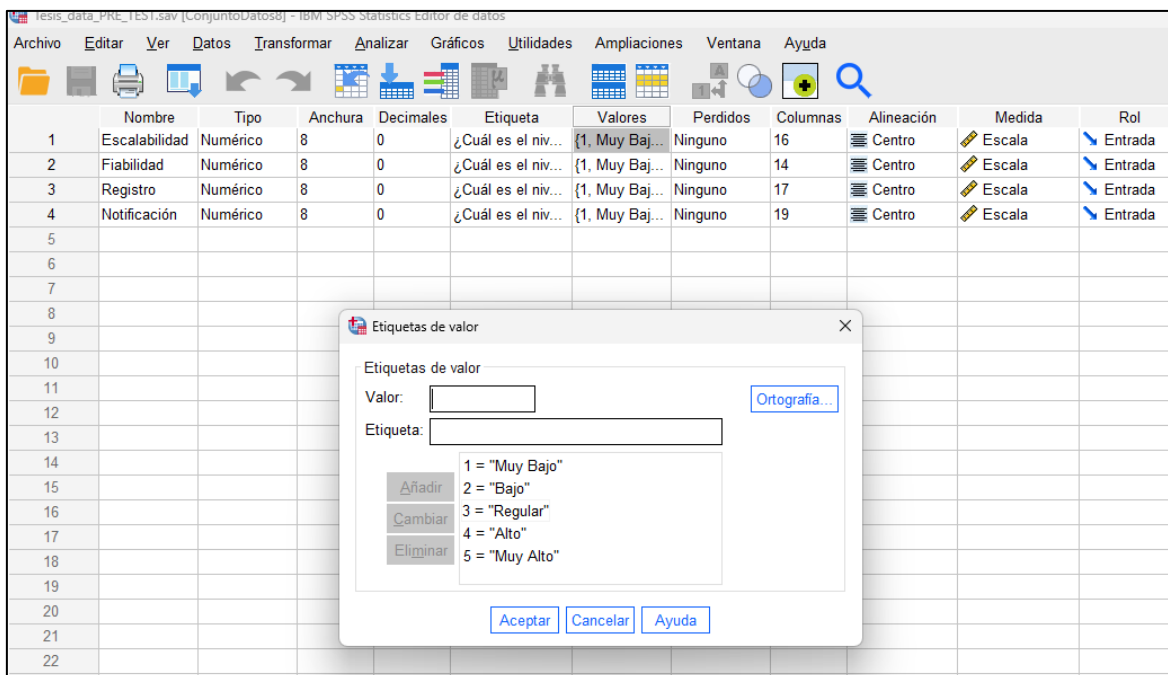 Tesis_data_PRE_TEST.sav [ConjuntoDatos8] - IBM SPSS Statistics Editor de datos
Archivo Editar Ver Datos Transformar Analizar Gráficos Utilidades Ampliaciones Ventana Ayuda
Nombre Tipo Anchura Decimales Etiqueta Valores Perdidos Columnas Alineación Medida Rol
1 Escalabilidad Numérico 8 0 ¿Cuál es el niv... {1, Muy Baj... Ninguno 16 Centro Escala Entrada
2 Fiabilidad Numérico 8 0 ¿Cuál es el niv... {1, Muy Baj... Ninguno 14 Centro Escala Entrada
3 Registro Numérico 8 0 ¿Cuál es el niv... {1, Muy Baj... Ninguno 17 Centro Escala Entrada
4 Notificación Numérico 8 0 ¿Cuál es el niv... {1, Muy Baj... Ninguno 19 Centro Escala Entrada
5
6
7
8
9
10
11
12
13
14
15
16
17
18
19
20
21
22
Etiquetas de valor
Etiquetas de valor
Valor:
Ortografía...
Etiqueta:
1 = "Muy Bajo"
Añadir
2 = "Bajo"
3 = "Regular"
Cambiar
4 = "Alto"
Eliminar
5 = "Muy Alto"
Aceptar Cancelar Ayuda